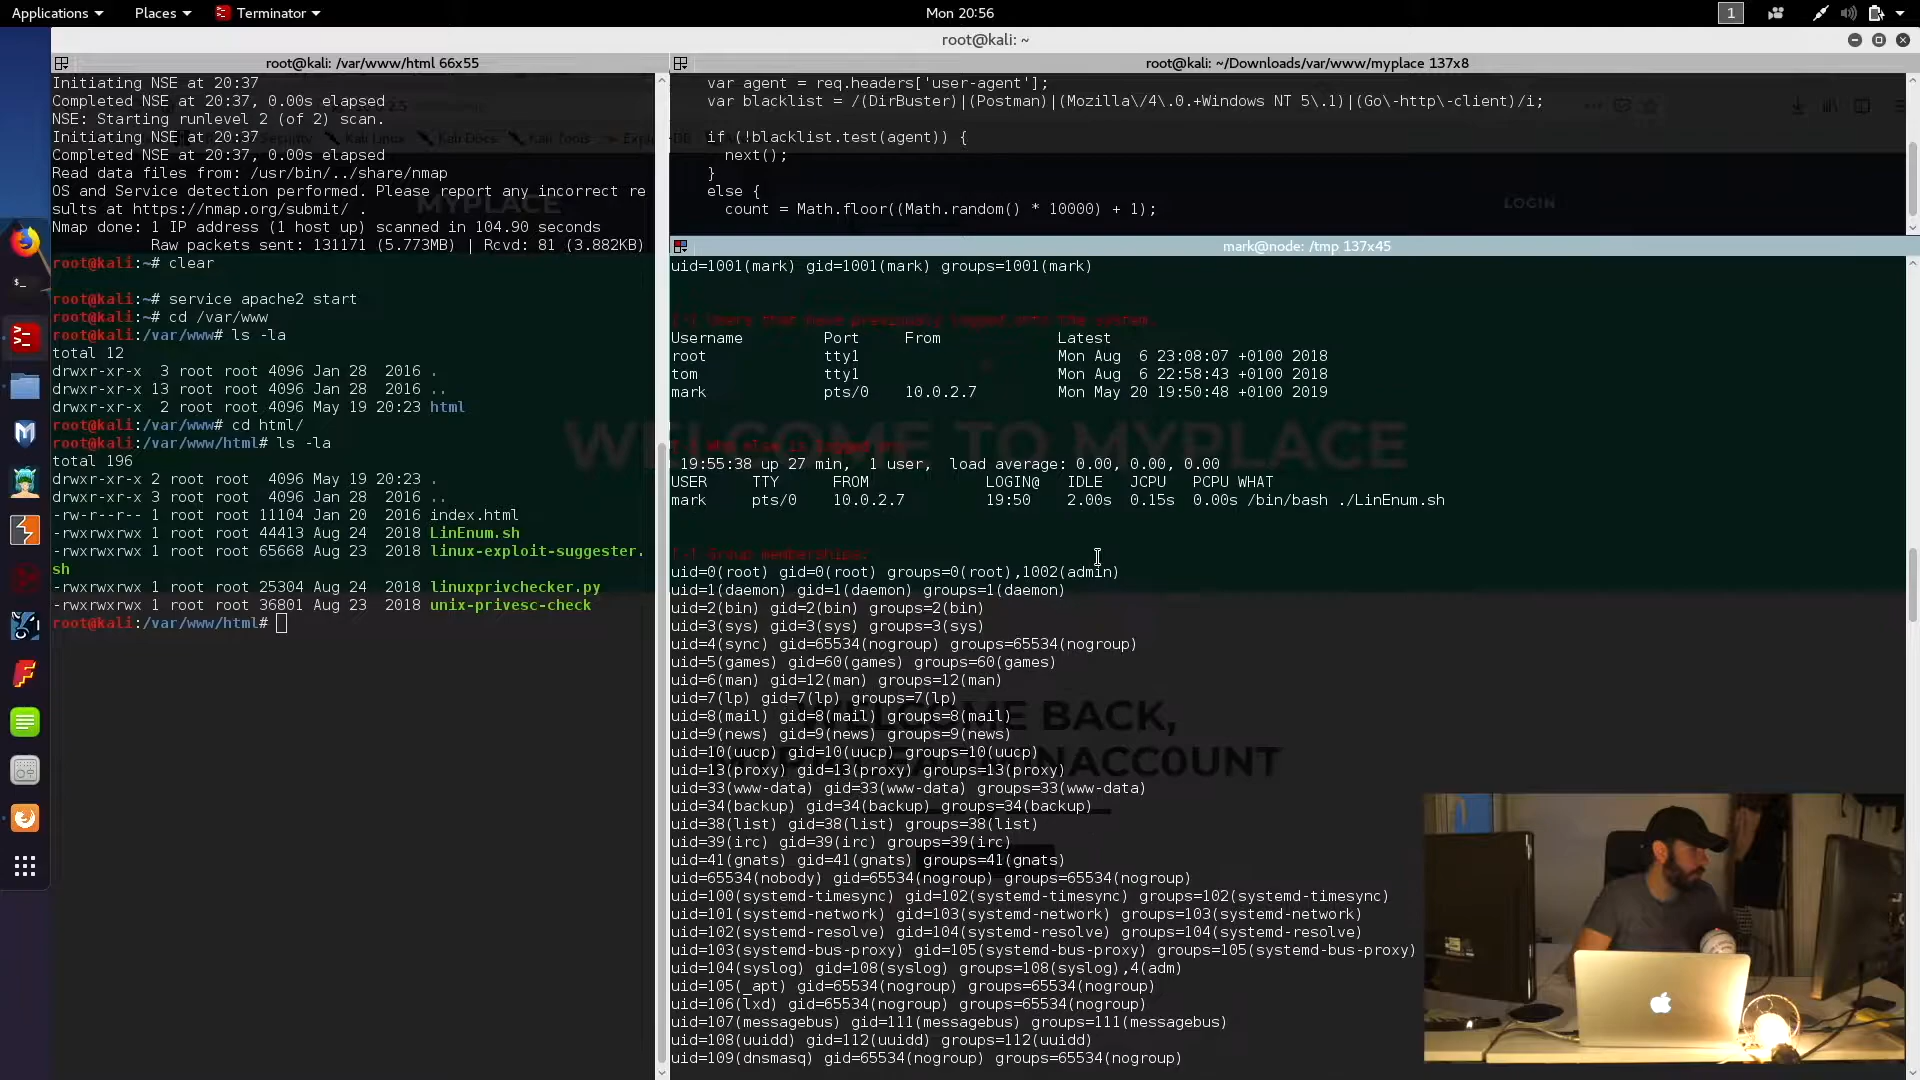 Applications
Places
Terminator
Mon 20:56
1
root@kali: ~
root@kali: /var/www/html 66x55
Initiating NSE at 20:37
Completed NSE at 20:37, 0.00s elapsed
NSE: Starting runlevel 2 (of 2) scan.
Initiating NSE at 20:37
Completed NSE at 20:37, 0.00s elapsed
Read data files from: /usr/bin/../share/nmap
OS and Service detection performed. Please report any incorrect re
sults at https://nmap.org/submit/ .
Nmap done: 1 IP address (1 host up) scanned in 104.90 seconds
Raw packets sent: 131171 (5.773MB) | Rcvd: 81 (3.882KB)
root@kali:~# clear
root@kali:~# service apache2 start
root@kali:~# cd /var/www
root@kali:/var/www# ls -la
total 12
drwxr-xr-x  3 root root 4096 Jan 28  2016 .
drwxr-xr-x 13 root root 4096 Jan 28  2016 ..
drwxr-xr-x  2 root root 4096 May 19 20:23 html
root@kali:/var/www# cd html/
root@kali:/var/www/html# ls -la
total 196
drwxr-xr-x 2 root root  4096 May 19 20:23 .
drwxr-xr-x 3 root root  4096 Jan 28  2016 ..
-rw-r--r-- 1 root root 11104 Jan 20  2016 index.html
-rwxrwxrwx 1 root root 44413 Aug 24  2018 LinEnum.sh
-rwxrwxrwx 1 root root 65668 Aug 23  2018 linux-exploit-suggester.
sh
-rwxrwxrwx 1 root root 25304 Aug 24  2018 linuxprivchecker.py
-rwxrwxrwx 1 root root 36801 Aug 23  2018 unix-privesc-check
root@kali:/var/www/html#
root@kali: ~/Downloads/var/www/myplace 137x8
var agent = req.headers['user-agent'];
var blacklist = /(DirBuster)|(Postman)|(Mozilla\/4\.0.+Windows NT 5\.1)|(Go\-http\-client)/i;
if (!blacklist.test(agent)) {
next();
}
else {
count = Math.floor((Math.random() * 10000) + 1);
MYPLACE
LOGIN
mark@node: /tmp 137x45
uid=1001(mark) gid=1001(mark) groups=1001(mark)
[-] Users that have previously logged onto the system:
Username         Port     From             Latest
root             tty1                      Mon Aug  6 23:08:07 +0100 2018
tom              tty1                      Mon Aug  6 22:58:43 +0100 2018
mark             pts/0    10.0.2.7         Mon May 20 19:50:48 +0100 2019
WELCOME TO MYPLACE
[-] Who else is logged on:
19:55:38 up 27 min,  1 user,  load average: 0.00, 0.00, 0.00
USER     TTY      FROM             LOGIN@   IDLE   JCPU   PCPU WHAT
mark     pts/0    10.0.2.7         19:50    2.00s  0.15s  0.00s /bin/bash ./LinEnum.sh
[-] Group memberships:
uid=0(root) gid=0(root) groups=0(root),1002(admin)
uid=1(daemon) gid=1(daemon) groups=1(daemon)
uid=2(bin) gid=2(bin) groups=2(bin)
uid=3(sys) gid=3(sys) groups=3(sys)
uid=4(sync) gid=65534(nogroup) groups=65534(nogroup)
uid=5(games) gid=60(games) groups=60(games)
uid=6(man) gid=12(man) groups=12(man)
uid=7(lp) gid=7(lp) groups=7(lp)
uid=8(mail) gid=8(mail) groups=8(mail)
uid=9(news) gid=9(news) groups=9(news)
uid=10(uucp) gid=10(uucp) groups=10(uucp)
uid=13(proxy) gid=13(proxy) groups=13(proxy)
uid=33(www-data) gid=33(www-data) groups=33(www-data)
uid=34(backup) gid=34(backup) groups=34(backup)
uid=38(list) gid=38(list) groups=38(list)
uid=39(irc) gid=39(irc) groups=39(irc)
uid=41(gnats) gid=41(gnats) groups=41(gnats)
uid=65534(nobody) gid=65534(nogroup) groups=65534(nogroup)
uid=100(systemd-timesync) gid=102(systemd-timesync) groups=102(systemd-timesync)
uid=101(systemd-network) gid=103(systemd-network) groups=103(systemd-network)
uid=102(systemd-resolve) gid=104(systemd-resolve) groups=104(systemd-resolve)
uid=103(systemd-bus-proxy) gid=105(systemd-bus-proxy) groups=105(systemd-bus-proxy)
uid=104(syslog) gid=108(syslog) groups=108(syslog),4(adm)
uid=105(_apt) gid=65534(nogroup) groups=65534(nogroup)
uid=106(lxd) gid=65534(nogroup) groups=65534(nogroup)
uid=107(messagebus) gid=111(messagebus) groups=111(messagebus)
uid=108(uuidd) gid=112(uuidd) groups=112(uuidd)
uid=109(dnsmasq) gid=65534(nogroup) groups=65534(nogroup)
WELCOME BACK,